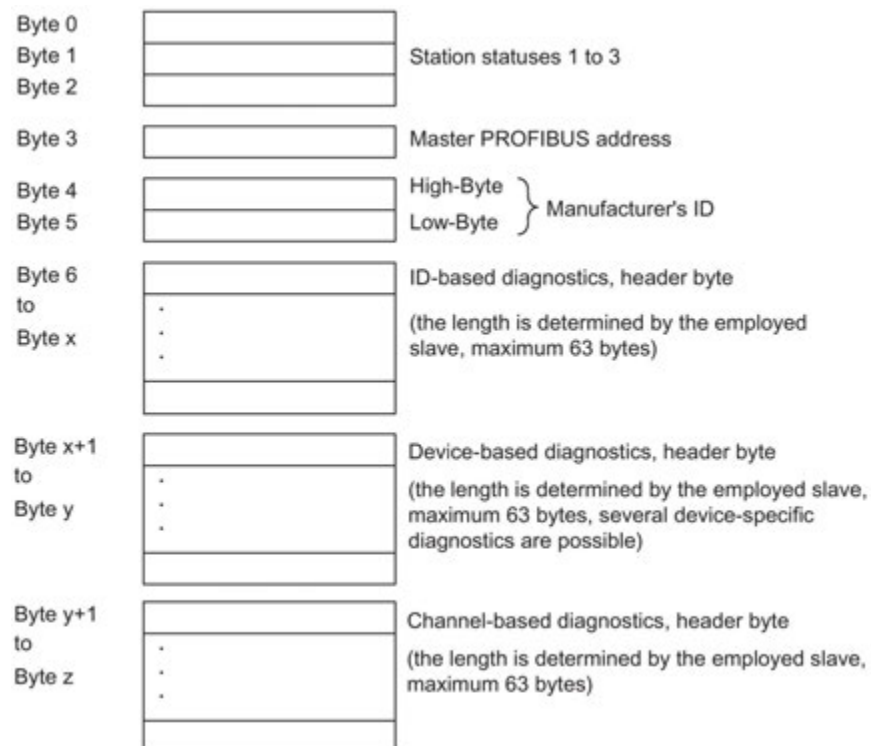 Byte 0
Byte 1
Station statuses 1 to 3
Byte 2
Byte 3
Master PROFIBUS address
Byte 4
High-Byte
Manufacturer's ID
Byte 5
Low-Byte
Byte 6
ID-based diagnostics, header byte
to
(the length is determined by the employed
Byte x
slave, maximum 63 bytes)
Byte x+1
Device-based diagnostics, header byte
to
(the length is determined by the employed slave,
Byte y
maximum 63 bytes, several device-specific
diagnostics are possible)
Byte y+1
Channel-based diagnostics, header byte
to
(the length is determined by the employed slave,
Byte z
maximum 63 bytes)